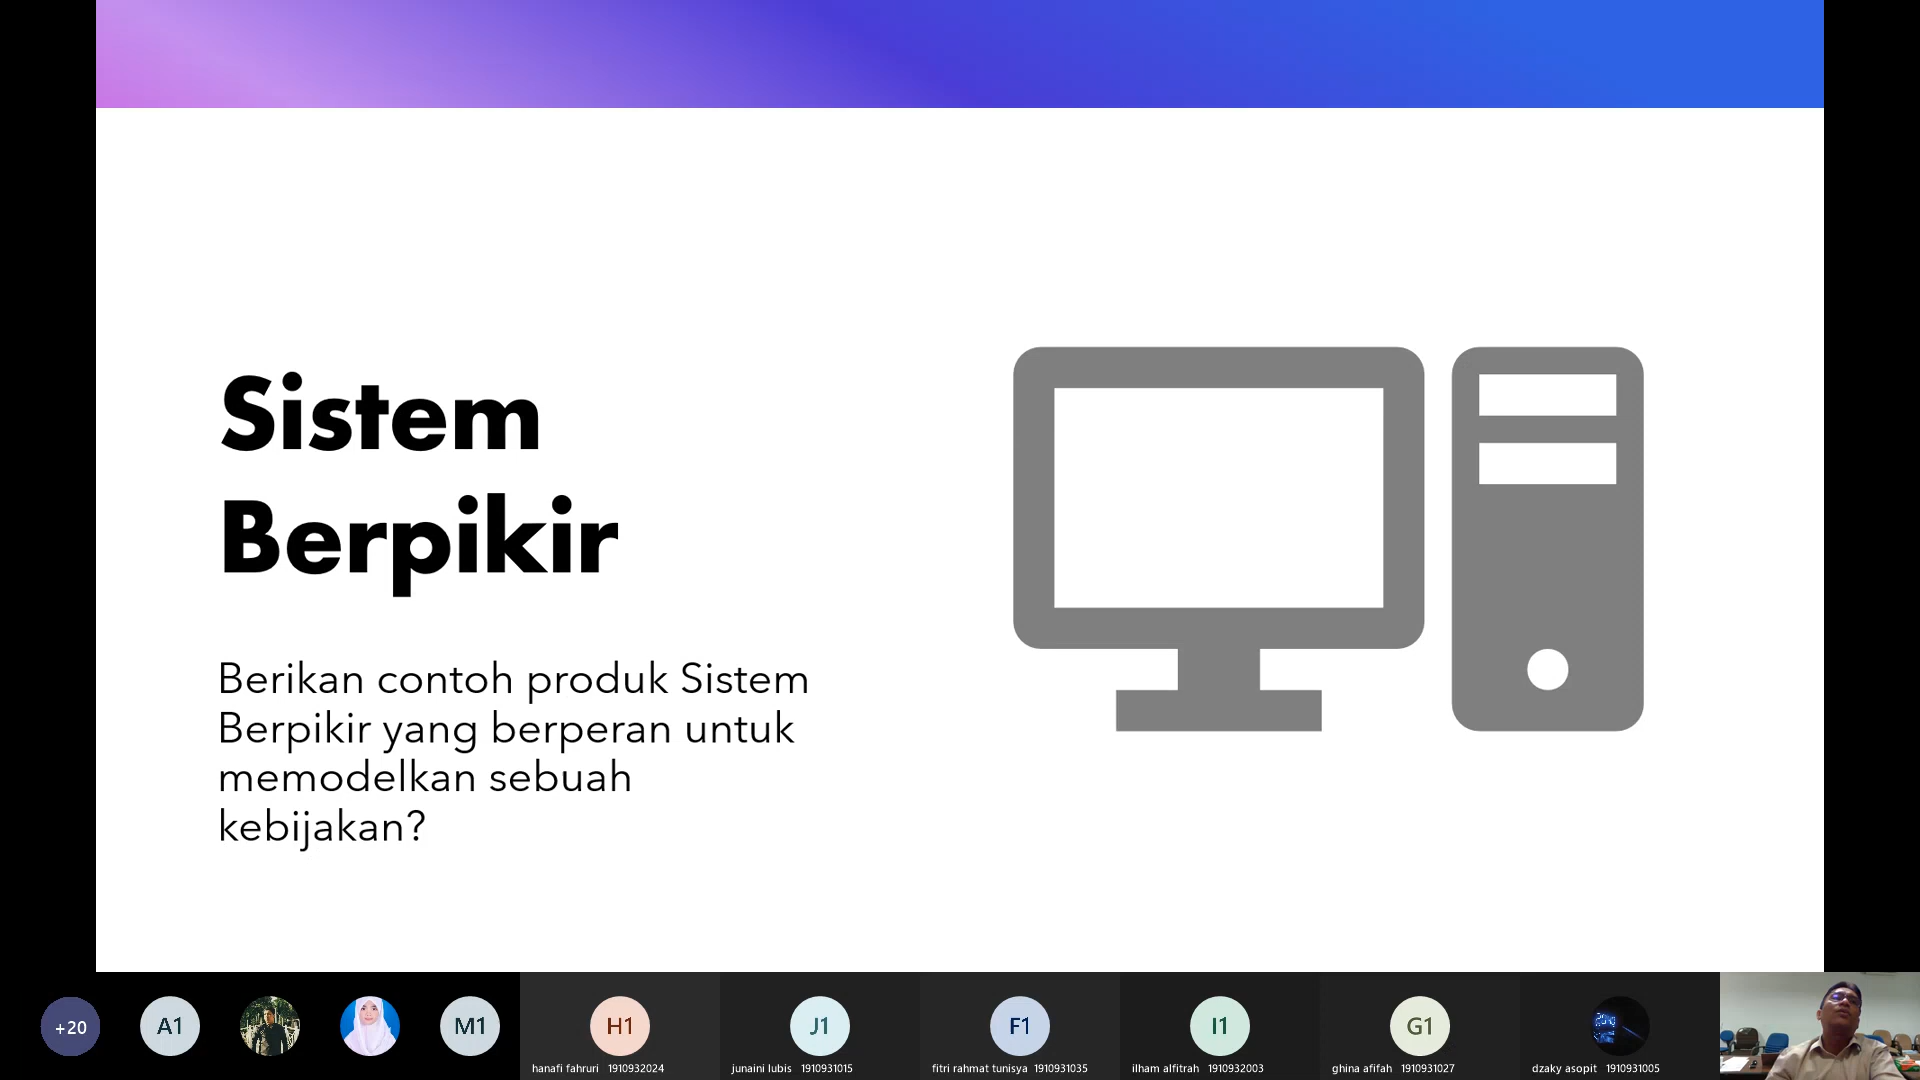 Sistem
Berpikir
Berikan contoh produk Sistem
Berpikir yang berperan untuk
memodelkan sebuah
kebijakan?
+20
A1
M1
H1
J1
F1
I1
G1
hanafi fahruri 1910932024
junaini lubis 1910931015
fitri rahmat tunisya 1910931035
ilham alfitrah 1910932003
ghina afifah 1910931027
dzaky asopit 1910931005